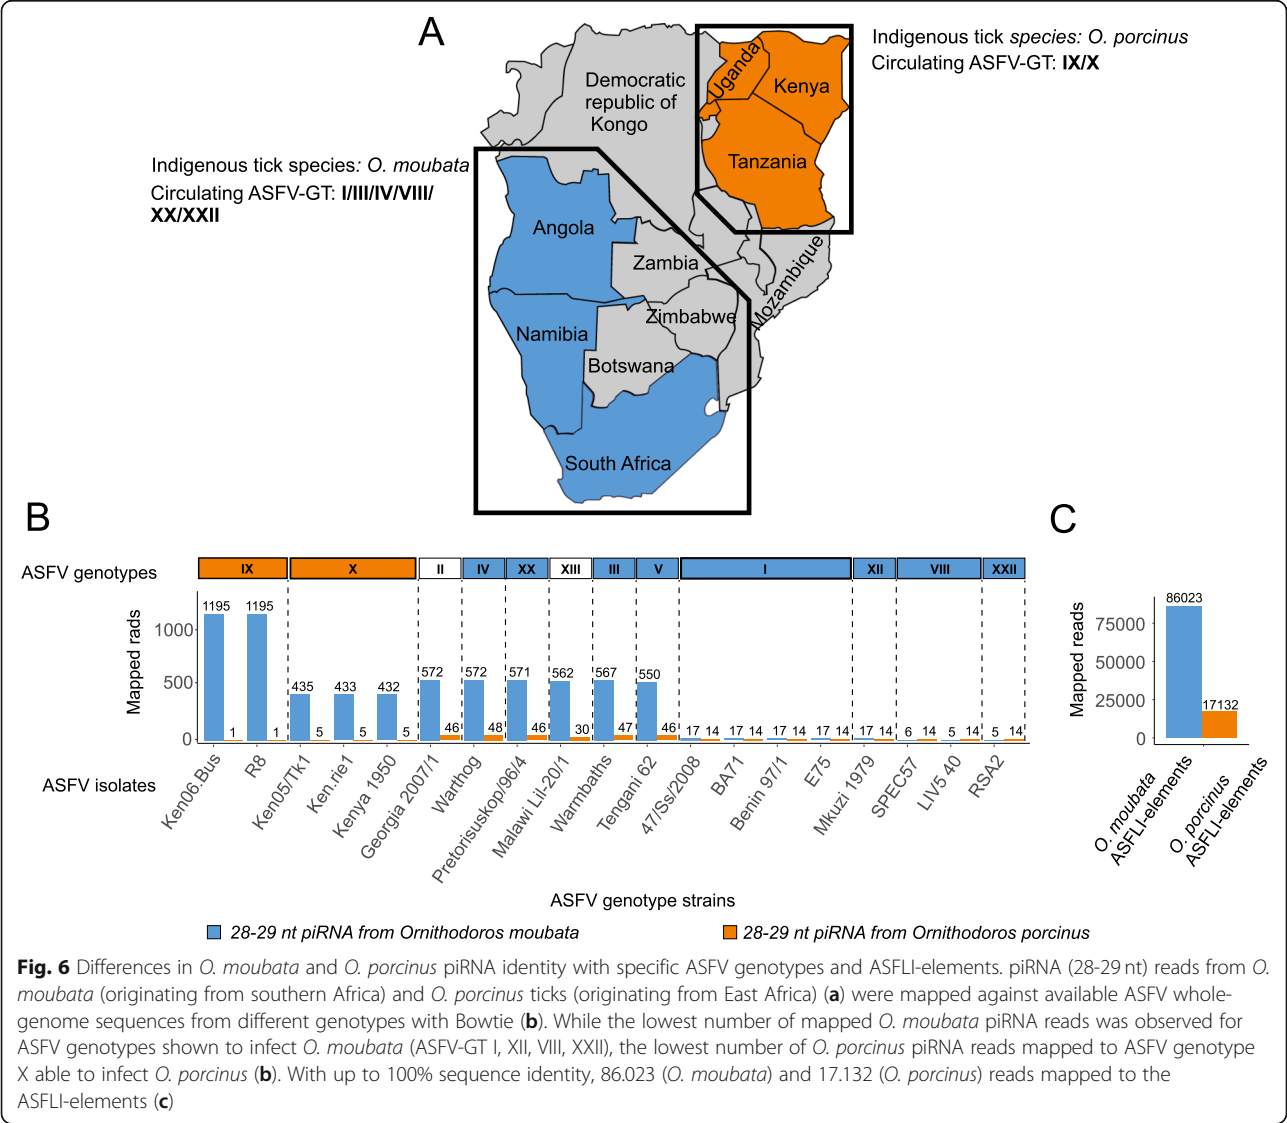 A
Indigenous tick species: O. porcinus
Circulating ASFV-GT: IX/X
Democratic
republic of
Kongo
Uganda
Kenya
Tanzania
Indigenous tick species: O. moubata
Circulating ASFV-GT: I/III/IV/VIII/
XX/XXII
Angola
Zambia
Mozambique
Namibia
Zimbabwe
Botswana
South Africa
B
ASFV genotypes
IX X II IV XX XIII III V I XII VIII XXII
Mapped rads
1000
500
0
1195 1 1195 1 435 5 433 5 432 5 572 46 572 48 571 46 562 30 567 47 550 46 17 14 17 14 17 14 17 14 17 14 6 14 5 14 5 14
ASFV isolates
Ken06.Bus
R8
Ken05/Tk1
Ken.rie1
Kenya 1950
Georgia 2007/1
Warthog
Pretorisuskop/96/4
Malawi Lil-20/1
Warmbaths
Tengani 62
47/Ss/2008
BA71
Benin 97/1
E75
Mkuzi 1979
SPEC57
LIV5 40
RSA2
ASFV genotype strains
28-29 nt piRNA from Ornithodoros moubata
28-29 nt piRNA from Ornithodoros porcinus
C
Mapped reads
75000
50000
25000
0
86023
17132
O. moubata
ASFLI-elements
O. porcinus
ASFLI-elements
Fig. 6 Differences in O. moubata and O. porcinus piRNA identity with specific ASFV genotypes and ASFLI-elements. piRNA (28-29 nt) reads from O.
moubata (originating from southern Africa) and O. porcinus ticks (originating from East Africa) (a) were mapped against available ASFV whole-
genome sequences from different genotypes with Bowtie (b). While the lowest number of mapped O. moubata piRNA reads was observed for
ASFV genotypes shown to infect O. moubata (ASFV-GT I, XII, VIII, XXII), the lowest number of O. porcinus piRNA reads mapped to ASFV genotype
X able to infect O. porcinus (b). With up to 100% sequence identity, 86.023 (O. moubata) and 17.132 (O. porcinus) reads mapped to the
ASFLI-elements (c)